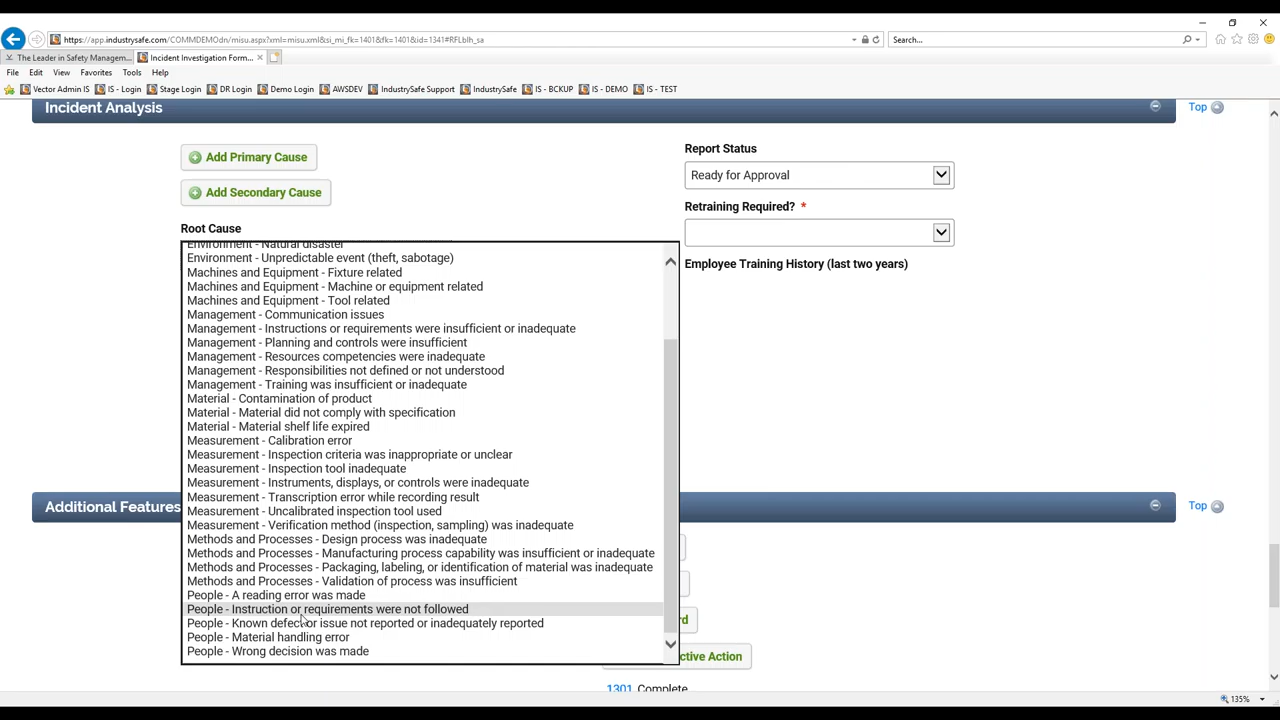 https://app.industrysafe.com/COMMDEMOdn/misu.aspx?xml=misu.xml&si_mi_fk=1401&fk=1401&id=1341#RFLblh_sa
Search...
The Leader in Safety Managem...
Incident Investigation Form...
File Edit View Favorites Tools Help
Vector Admin IS
IS - Login
Stage Login
DR Login
Demo Login
AWSDEV
IndustrySafe Support
IndustrySafe
IS - BCKUP
IS - DEMO
IS - TEST
Incident Analysis
Top
Add Primary Cause
Add Secondary Cause
Root Cause
Report Status
Ready for Approval
Retraining Required? *
Employee Training History (last two years)
Environment - Natural disaster
Environment - Unpredictable event (theft, sabotage)
Machines and Equipment - Fixture related
Machines and Equipment - Machine or equipment related
Machines and Equipment - Tool related
Management - Communication issues
Management - Instructions or requirements were insufficient or inadequate
Management - Planning and controls were insufficient
Management - Resources competencies were inadequate
Management - Responsibilities not defined or not understood
Management - Training was insufficient or inadequate
Material - Contamination of product
Material - Material did not comply with specification
Material - Material shelf life expired
Measurement - Calibration error
Measurement - Inspection criteria was inappropriate or unclear
Measurement - Inspection tool inadequate
Measurement - Instruments, displays, or controls were inadequate
Measurement - Transcription error while recording result
Measurement - Uncalibrated inspection tool used
Measurement - Verification method (inspection, sampling) was inadequate
Methods and Processes - Design process was inadequate
Methods and Processes - Manufacturing process capability was insufficient or inadequate
Methods and Processes - Packaging, labeling, or identification of material was inadequate
Methods and Processes - Validation of process was insufficient
People - A reading error was made
People - Instruction or requirements were not followed
People - Known defect or issue not reported or inadequately reported
People - Material handling error
People - Wrong decision was made
Additional Features
Top
rd
ctive Action
1301 Complete
135%